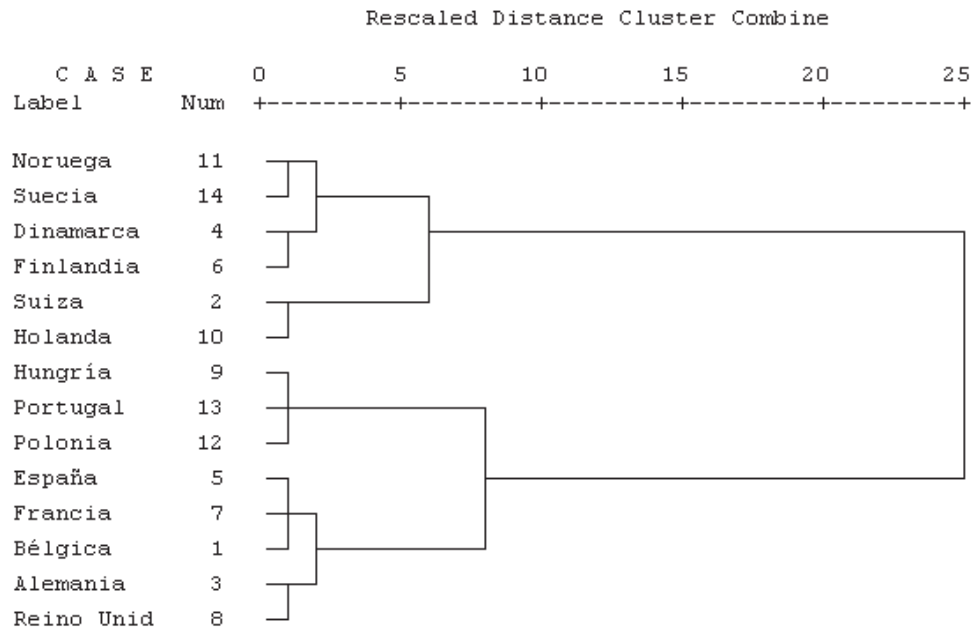 Rescaled Distance Cluster Combine
C A S E 0 5 10 15 20 25
Label Num +---------+---------+---------+---------+---------+
Noruega 11
Suecia 14
Dinamarca 4
Finlandia 6
Suiza 2
Holanda 10
Hungría 9
Portugal 13
Polonia 12
España 5
Francia 7
Bélgica 1
Alemania 3
Reino Unid 8